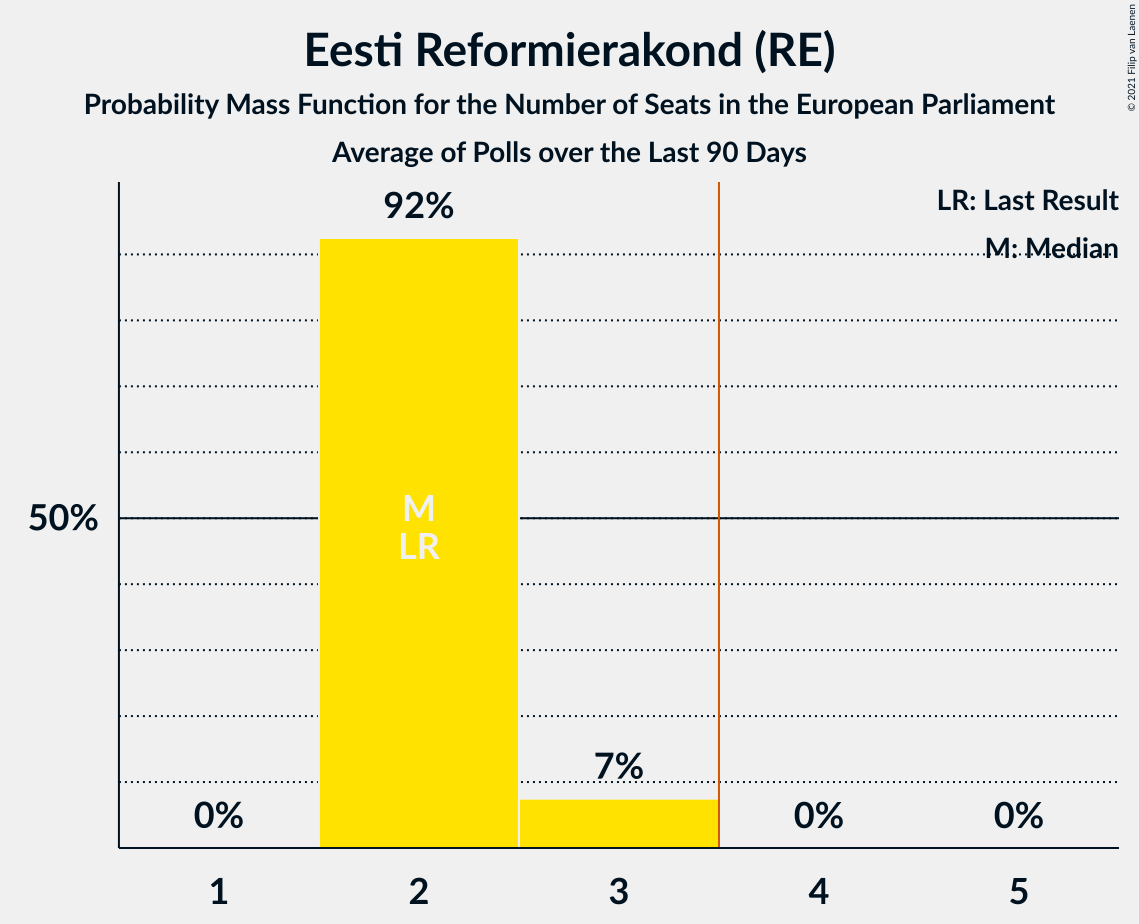 Eesti Reformierakond (RE)
Probability Mass Function for the Number of Seats in the European Parliament
Average of Polls over the Last 90 Days
© 2021 Filip van Laenen
LR: Last Result
M: Median
92%
50%
M
LR
7%
0%
0%
0%
1
2
3
4
5